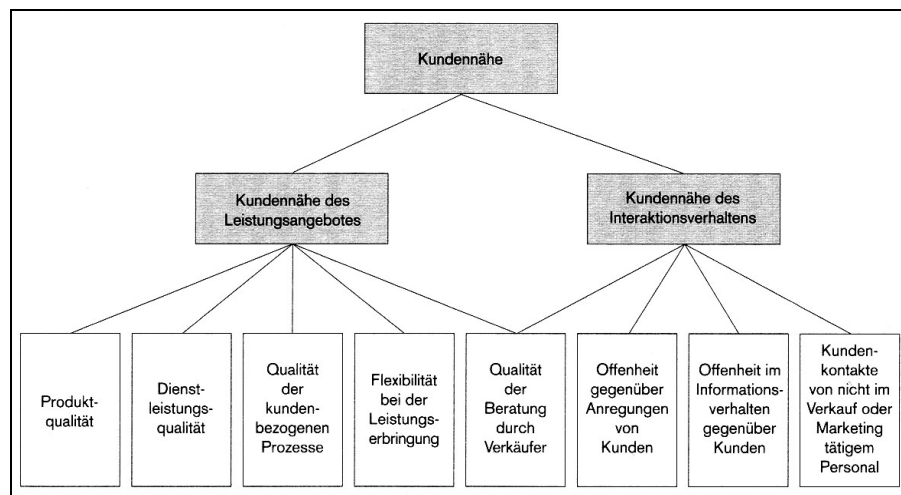 Kundennähe
Kundennähe des
Leistungsangebotes
Kundennähe des
Interaktionsverhaltens
Produkt-
qualität
Dienst-
leistungs-
qualität
Qualität
der
kunden-
bezogenen
Prozesse
Flexibilität
bei der
Leistungs-
erbringung
Qualität
der
Beratung
durch
Verkäufer
Offenheit
gegenüber
Anregungen
von
Kunden
Offenheit im
Informations-
verhalten
gegenüber
Kunden
Kunden-
kontakte
von nicht im
Verkauf oder
Marketing
tätigem
Personal